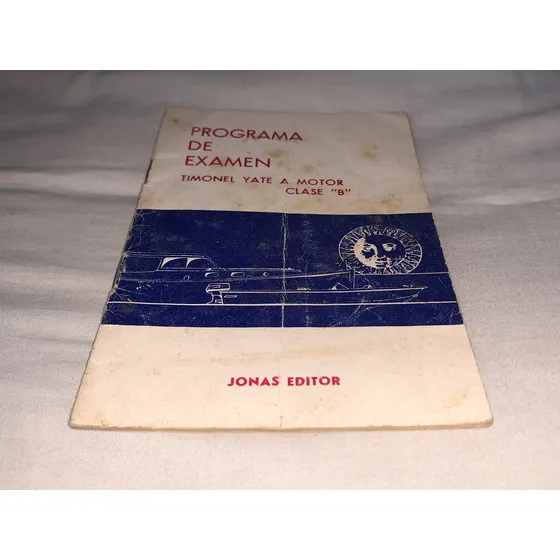 PROGRAMA
DE
EXAMEN
TIMONEL YATE A MOTOR
CLASE "B"
JONAS EDITOR